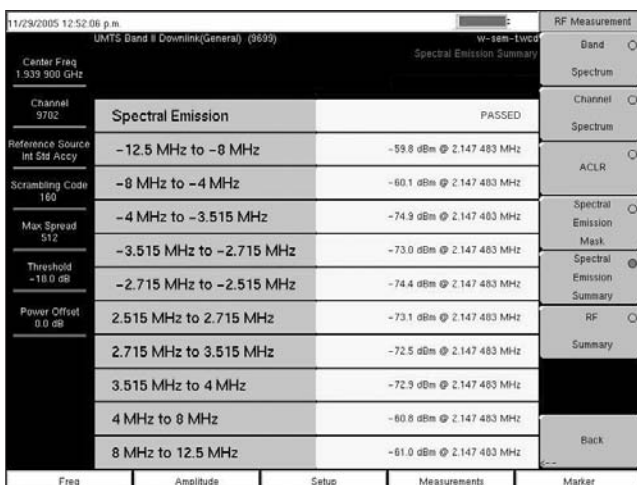 11/29/2005 12:52:06 p.m.
UMTS Band II Downlink(General) (9699)
w-sem-1.wcd
Spectral Emission Summary
Center Freq
1.939 900 GHz
Channel
9702
Reference Source
Int Std Accy
Scrambling Code
160
Max Spread
512
Threshold
-18.0 dB
Power Offset
0.0 dB
Spectral Emission PASSED
-12.5 MHz to -8 MHz -59.8 dBm @ 2.147 483 MHz
-8 MHz to -4 MHz -60.1 dBm @ 2.147 483 MHz
-4 MHz to -3.515 MHz -74.9 dBm @ 2.147 483 MHz
-3.515 MHz to -2.715 MHz -73.0 dBm @ 2.147 483 MHz
-2.715 MHz to -2.515 MHz -74.4 dBm @ 2.147 483 MHz
2.515 MHz to 2.715 MHz -73.1 dBm @ 2.147 483 MHz
2.715 MHz to 3.515 MHz -72.5 dBm @ 2.147 483 MHz
3.515 MHz to 4 MHz -72.9 dBm @ 2.147 483 MHz
4 MHz to 8 MHz -60.8 dBm @ 2.147 483 MHz
8 MHz to 12.5 MHz -61.0 dBm @ 2.147 483 MHz
RF Measurement
Band
Spectrum
Channel
Spectrum
ACLR
Spectral
Emission
Mask
Spectral
Emission
Summary
RF
Summary
Back
<--
Freq Amplitude Setup Measurements Marker